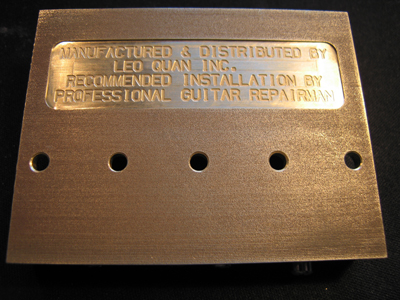 MANUFACTURED & DISTRIBUTED BY
LEO QUAN INC.
RECOMMENDED INSTALLATION BY
PROFESSIONAL GUITAR REPAIRMAN